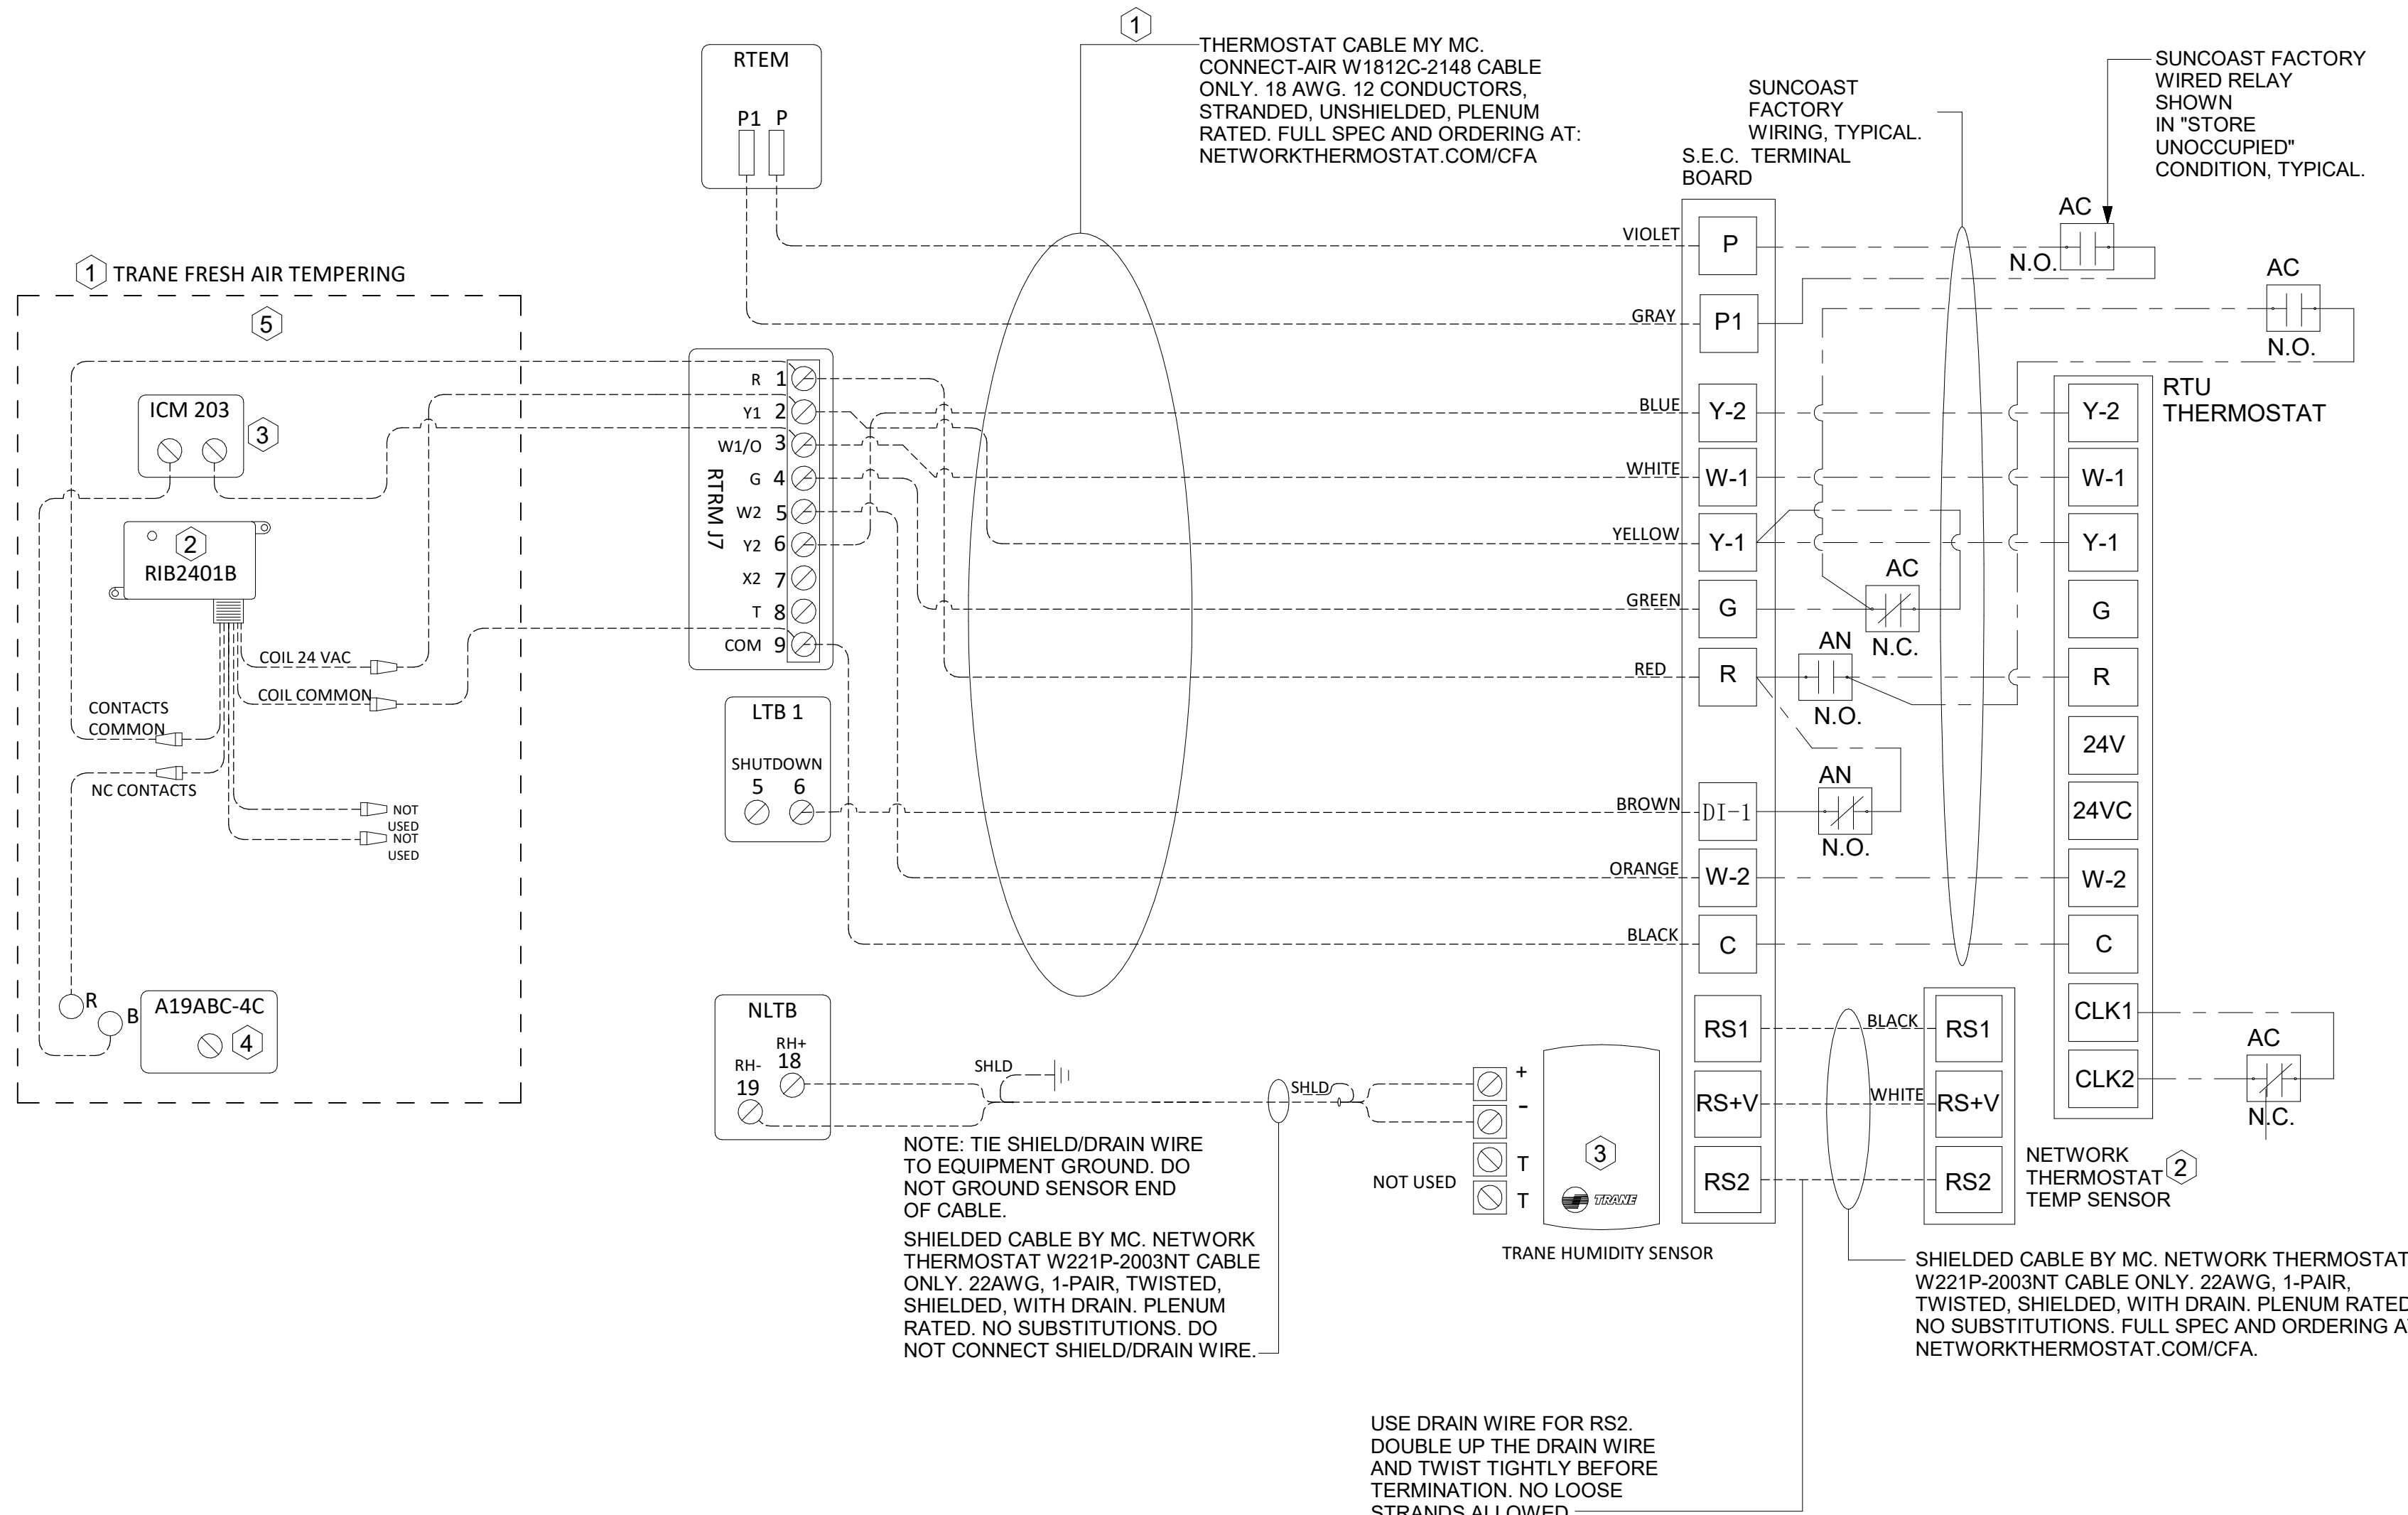 1
THERMOSTAT CABLE MY MC.
CONNECT-AIR W1812C-2148 CABLE
ONLY. 18 AWG. 12 CONDUCTORS,
STRANDED, UNSHIELDED, PLENUM
RATED. FULL SPEC AND ORDERING AT:
NETWORKTHERMOSTAT.COM/CFA
SUNCOAST
FACTORY
WIRING, TYPICAL.
SUNCOAST FACTORY
WIRED RELAY
SHOWN
IN "STORE
UNOCCUPIED"
CONDITION, TYPICAL.
S.E.C. TERMINAL
BOARD
RTEM
P1 P
1 TRANE FRESH AIR TEMPERING
5
ICM 203
3
2
RIB2401B
COIL 24 VAC
COIL COMMON
CONTACTS
COMMON
NC CONTACTS
NOT
USED
NOT
USED
R
B
A19ABC-4C
4
R 1
Y1 2
W1/O 3
G 4
W2 5
Y2 6
X2 7
T 8
COM 9
RTRM J7
LTB 1
SHUTDOWN
5 6
NLTB
RH+
18
RH-
19
SHLD
SHLD
NOTE: TIE SHIELD/DRAIN WIRE
TO EQUIPMENT GROUND. DO
NOT GROUND SENSOR END
OF CABLE.
SHIELDED CABLE BY MC. NETWORK
THERMOSTAT W221P-2003NT CABLE
ONLY. 22AWG, 1-PAIR, TWISTED,
SHIELDED, WITH DRAIN. PLENUM
RATED. NO SUBSTITUTIONS. DO
NOT CONNECT SHIELD/DRAIN WIRE.
+
-
T
T
NOT USED
3
TRANE
TRANE HUMIDITY SENSOR
VIOLET
GRAY
BLUE
WHITE
YELLOW
GREEN
RED
BROWN
ORANGE
BLACK
P
P1
Y-2
W-1
Y-1
G
R
DI-1
W-2
C
RS1
RS+V
RS2
AC
N.O.
AC
N.O.
AC
N.C.
AN
N.O.
AN
N.O.
RTU
THERMOSTAT
Y-2
W-1
Y-1
G
R
24V
24VC
W-2
C
CLK1
CLK2
AC
N.C.
BLACK
WHITE
RS1
RS+V
RS2
NETWORK
THERMOSTAT 2
TEMP SENSOR
SHIELDED CABLE BY MC. NETWORK THERMOSTAT
W221P-2003NT CABLE ONLY. 22AWG, 1-PAIR,
TWISTED, SHIELDED, WITH DRAIN. PLENUM RATED
NO SUBSTITUTIONS. FULL SPEC AND ORDERING A
NETWORKTHERMOSTAT.COM/CFA.
USE DRAIN WIRE FOR RS2.
DOUBLE UP THE DRAIN WIRE
AND TWIST TIGHTLY BEFORE
TERMINATION. NO LOOSE
STRANDS ALLOWED